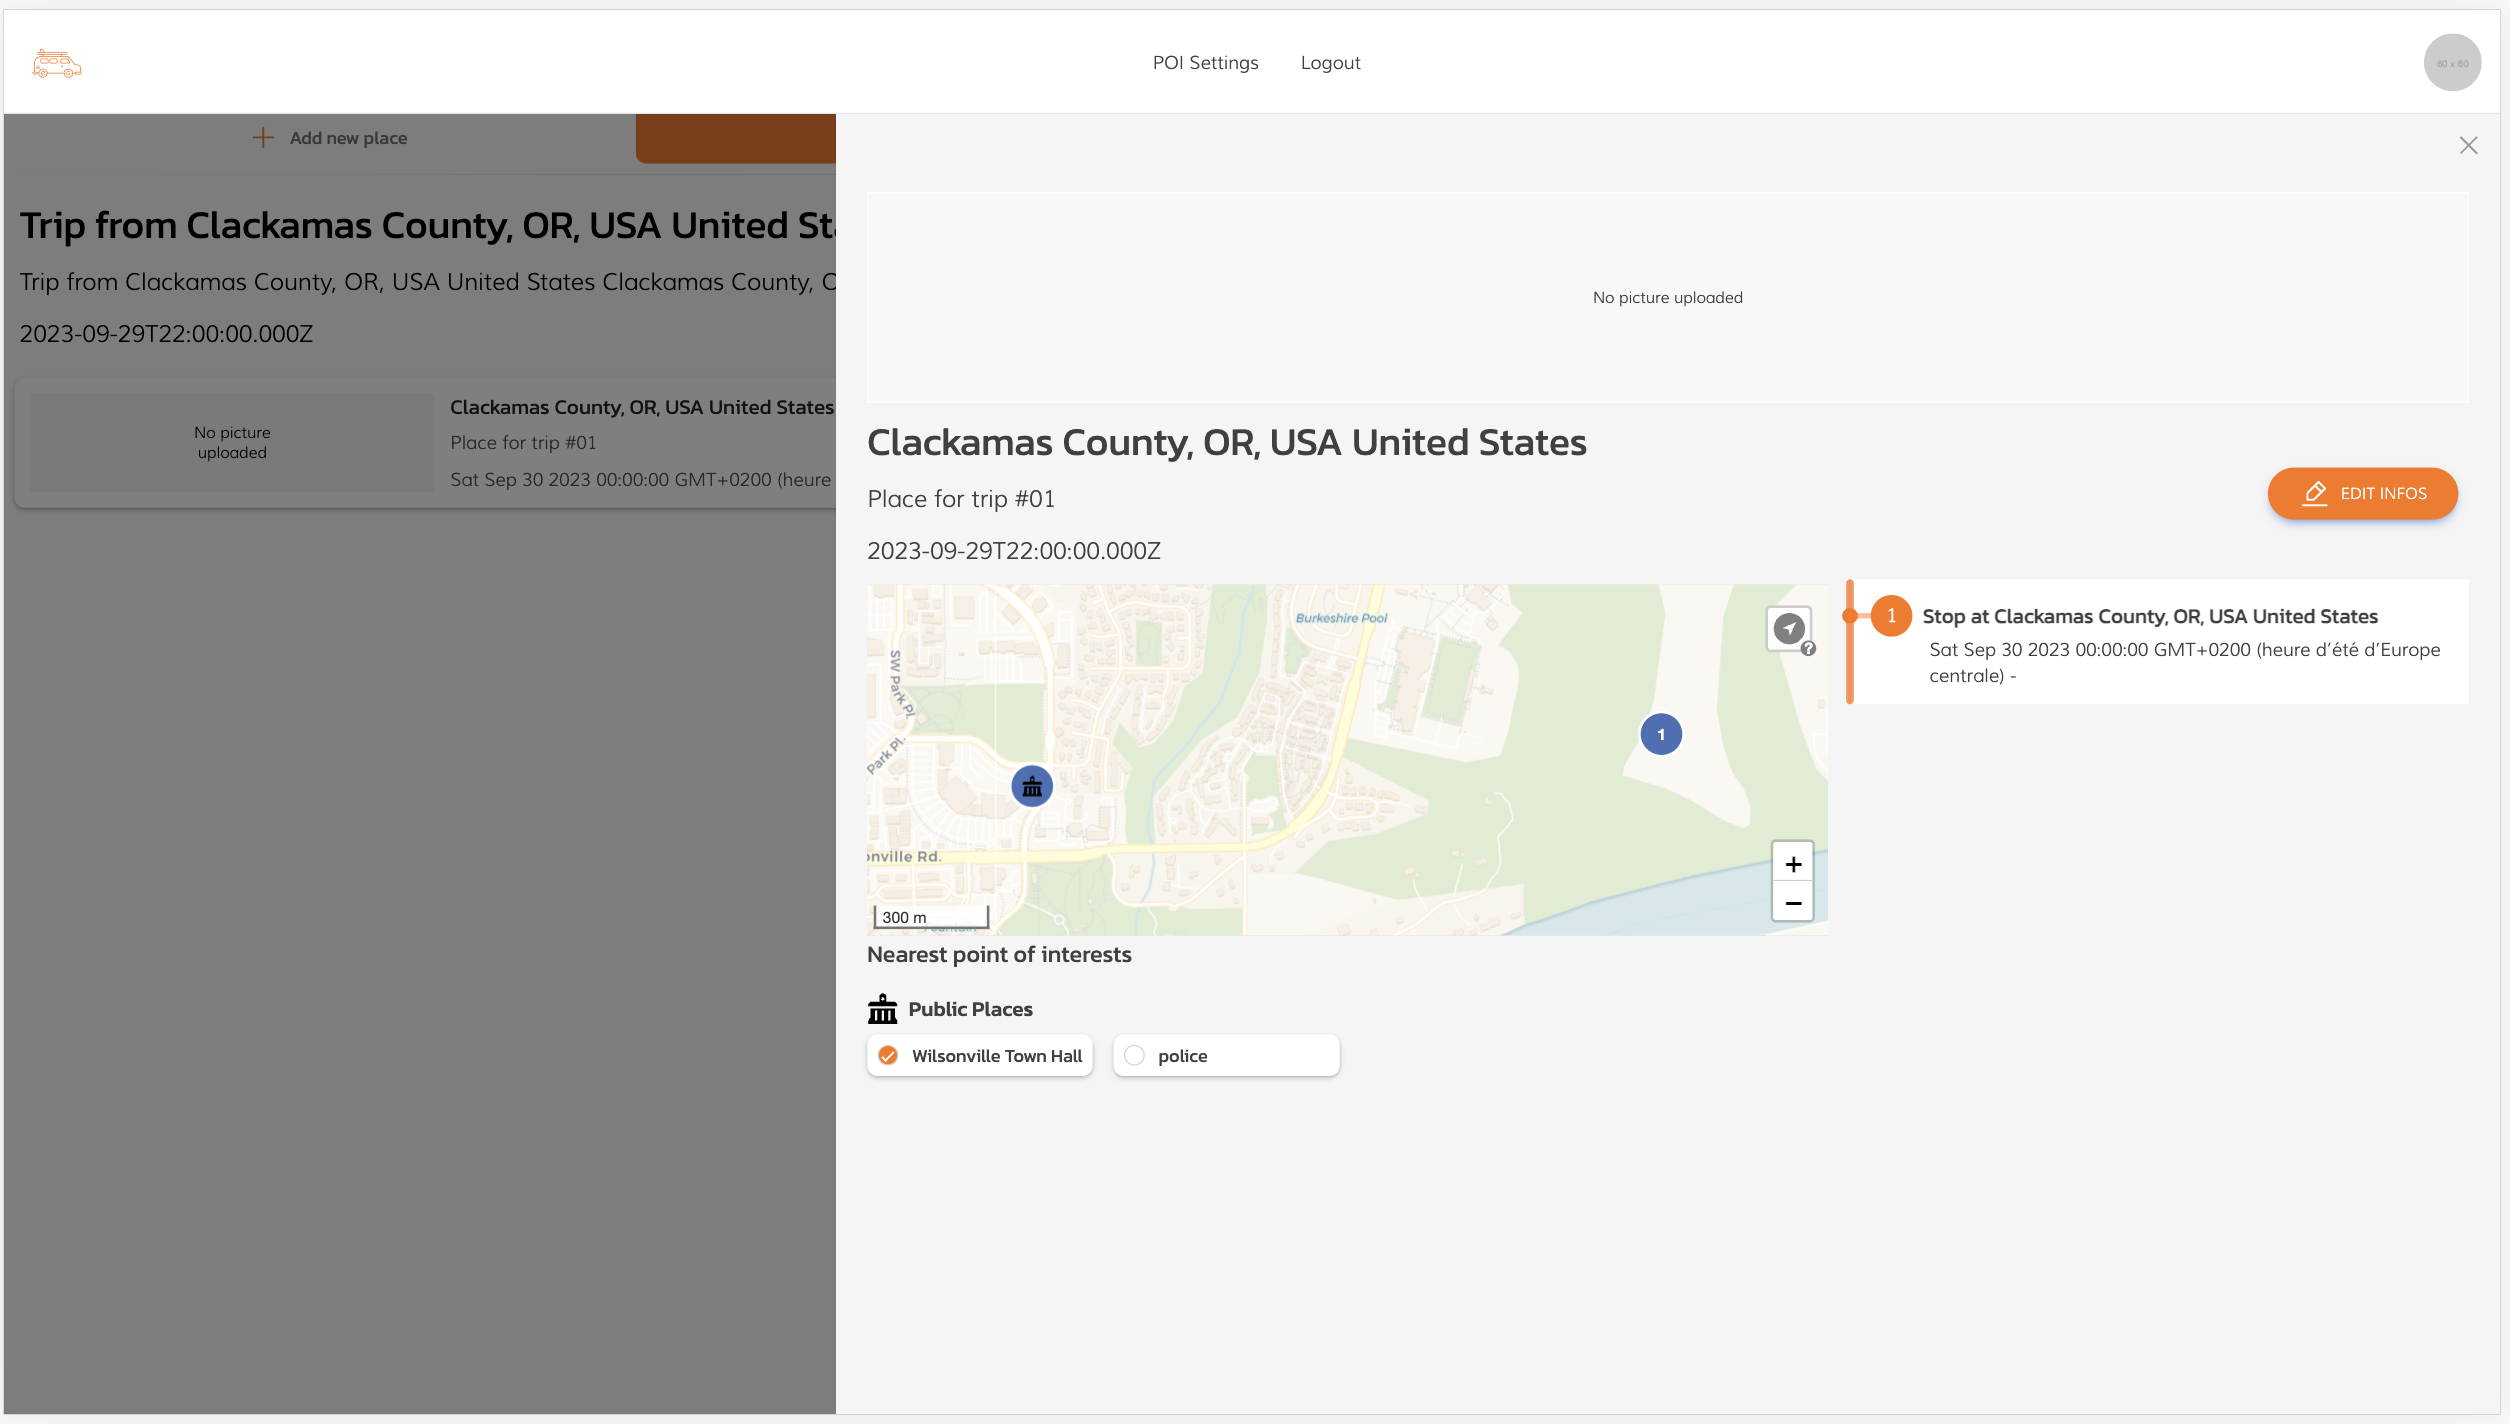 POI Settings
Logout
60 x 60
Add new place
Trip from Clackamas County, OR, USA United
Trip from Clackamas County, OR, USA United States Clackamas County,
2023-09-29T22:00:00.000Z
No picture
uploaded
Clackamas County, OR, USA United States
Place for trip #01
Sat Sep 30 2023 00:00:00 GMT+0200 (heure
No picture uploaded
Clackamas County, OR, USA United States
Place for trip #01
EDIT INFOS
2023-09-29T22:00:00.000Z
Burkeshire Pool
SW Park Pl.
Park Pl.
1
onville Rd.
+
−
300 m
Fountain
?
1
Stop at Clackamas County, OR, USA United States
Sat Sep 30 2023 00:00:00 GMT+0200 (heure d’été d’Europe
centrale) -
Nearest point of interests
Public Places
Wilsonville Town Hall
police